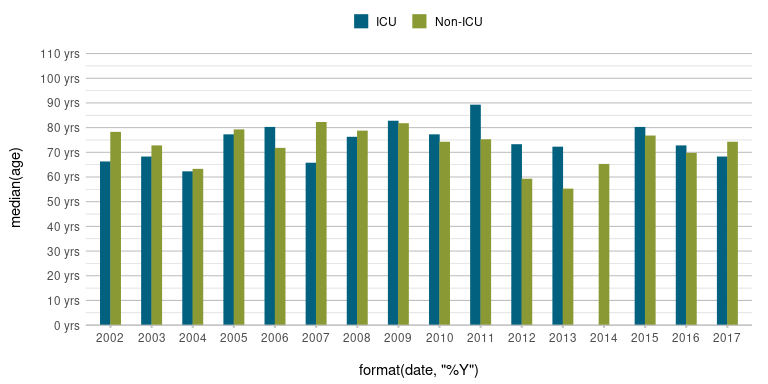 ICU Non-ICU
110 yrs
100 yrs
90 yrs
80 yrs
70 yrs
60 yrs
50 yrs
40 yrs
30 yrs
20 yrs
10 yrs
0 yrs
median(age)
2002 2003 2004 2005 2006 2007 2008 2009 2010 2011 2012 2013 2014 2015 2016 2017
format(date, "%Y")